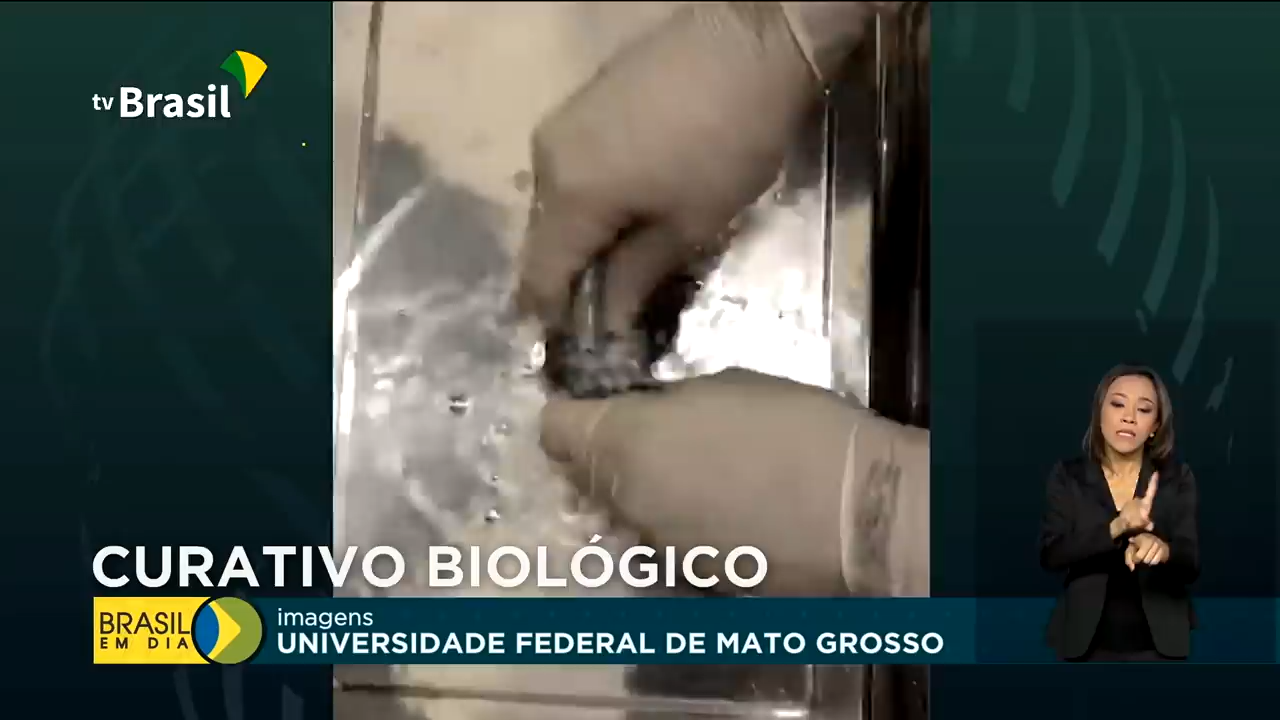 tv Brasil
CURATIVO BIOLÓGICO
BRASIL
EM DIA
imagens
UNIVERSIDADE FEDERAL DE MATO GROSSO